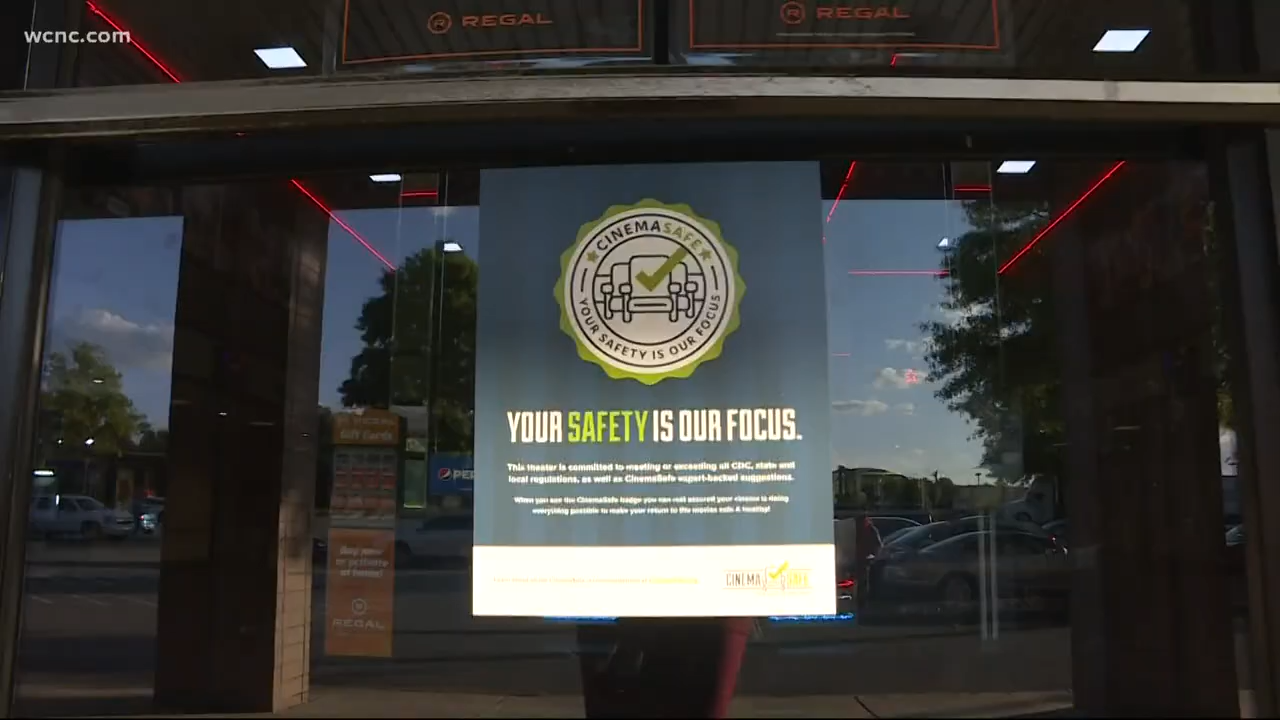 wcnc.com
REGAL
REGAL
CINEMASAFE
YOUR SAFETY IS OUR FOCUS
YOUR SAFETY IS OUR FOCUS.
This theater is committed to meeting or exceeding all CDC, state and
local regulations, as well as CinemaSafe expert-backed suggestions.
When you see the CinemaSafe badge you can rest assured your cinema is doing
everything possible to make your return to the movies safe & healthy!
CINEMA SAFE
Gift Cards
PEP
Buy now
or activate
at home!
REGAL